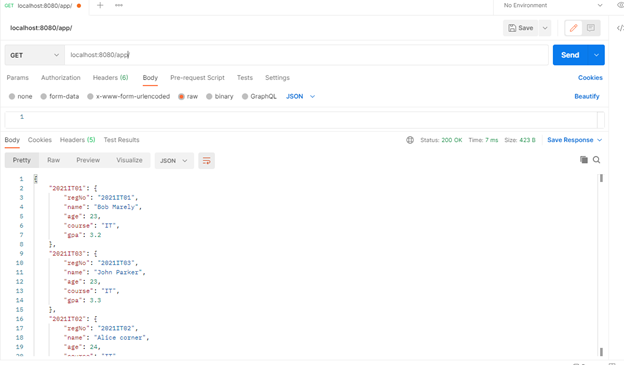 GET localhost:8080/app/
No Environment
localhost:8080/app/
Save
GET localhost:8080/app/ Send
Params Authorization Headers (6) Body Pre-request Script Tests Settings Cookies
none form-data x-www-form-urlencoded raw binary GraphQL JSON Beautify
1
Body Cookies Headers (5) Test Results Status: 200 OK Time: 7 ms Size: 423 B Save Response
Pretty Raw Preview Visualize JSON
1 {
2 "2021IT01": {
3 "regNo": "2021IT01",
4 "name": "Bob Marely",
5 "age": 23,
6 "course": "IT",
7 "gpa": 3.2
8 },
9 "2021IT03": {
10 "regNo": "2021IT03",
11 "name": "John Parker",
12 "age": 23,
13 "course": "IT",
14 "gpa": 3.3
15 },
16 "2021IT02": {
17 "regNo": "2021IT02",
18 "name": "Alice corner",
19 "age": 24,
20 "course": "IT"